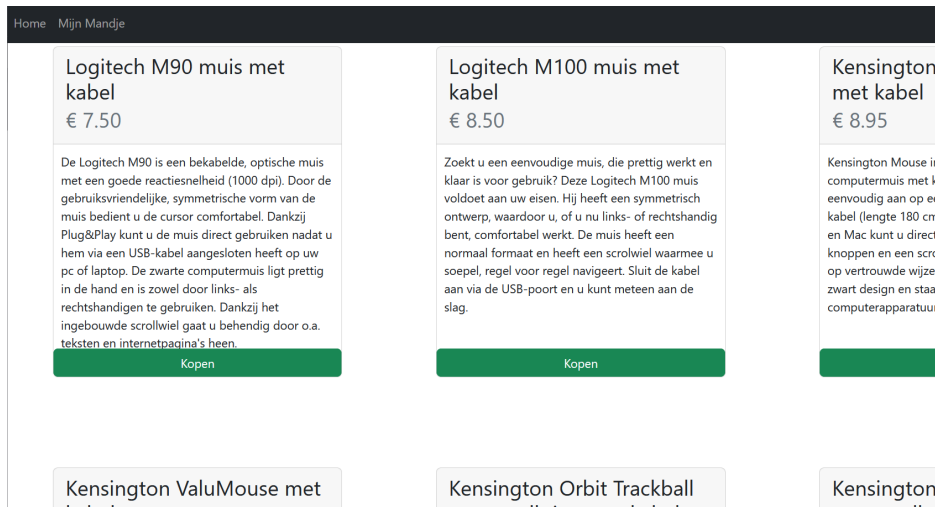 Home Mijn Mandje
Logitech M90 muis met
kabel
€ 7.50
De Logitech M90 is een bekabelde, optische muis
met een goede reactiesnelheid (1000 dpi). Door de
gebruiksvriendelijke, symmetrische vorm van de
muis bedient u de cursor comfortabel. Dankzij
Plug&Play kunt u de muis direct gebruiken nadat u
hem via een USB-kabel aangesloten heeft op uw
pc of laptop. De zwarte computermuis ligt prettig
in de hand en is zowel door links- als
rechtshandigen te gebruiken. Dankzij het
ingebouwde scrollwiel gaat u behendig door o.a.
teksten en internetpagina's heen.
Kopen
Logitech M100 muis met
kabel
€ 8.50
Zoekt u een eenvoudige muis, die prettig werkt en
klaar is voor gebruik? Deze Logitech M100 muis
voldoet aan uw eisen. Hij heeft een symmetrisch
ontwerp, waardoor u, of u nu links- of rechtshandig
bent, comfortabel werkt. De muis heeft een
normaal formaat en heeft een scrolwiel waarmee u
soepel, regel voor regel navigeert. Sluit de kabel
aan via de USB-poort en u kunt meteen aan de
slag.
Kopen
Kensington
met kabel
€ 8.95
Kensington Mouse
computermuis met
eenvoudig aan op
kabel (lengte 180 cm
en Mac kunt u direct
knoppen en een
op vertrouwde wijze
zwart design en
computerapparatuur
Kensington ValuMouse met
Kensington Orbit Trackball
Kensington